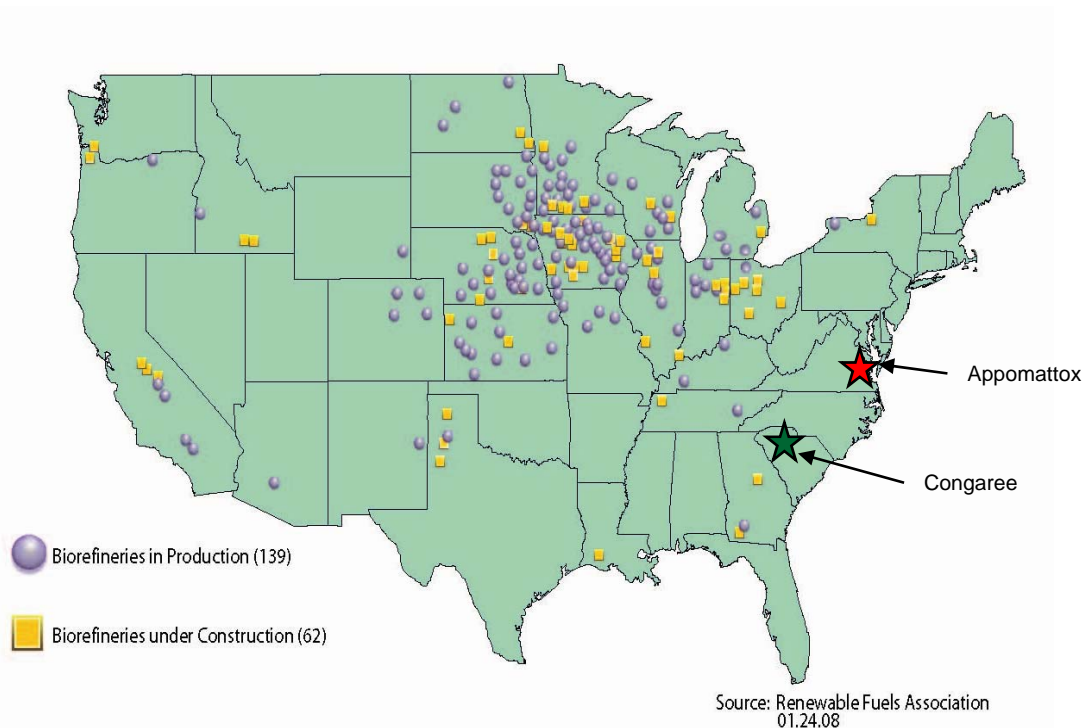 Appomattox
Congaree
Biorefineries in Production (139)
Biorefineries under Construction (62)
Source: Renewable Fuels Association
01.24.08